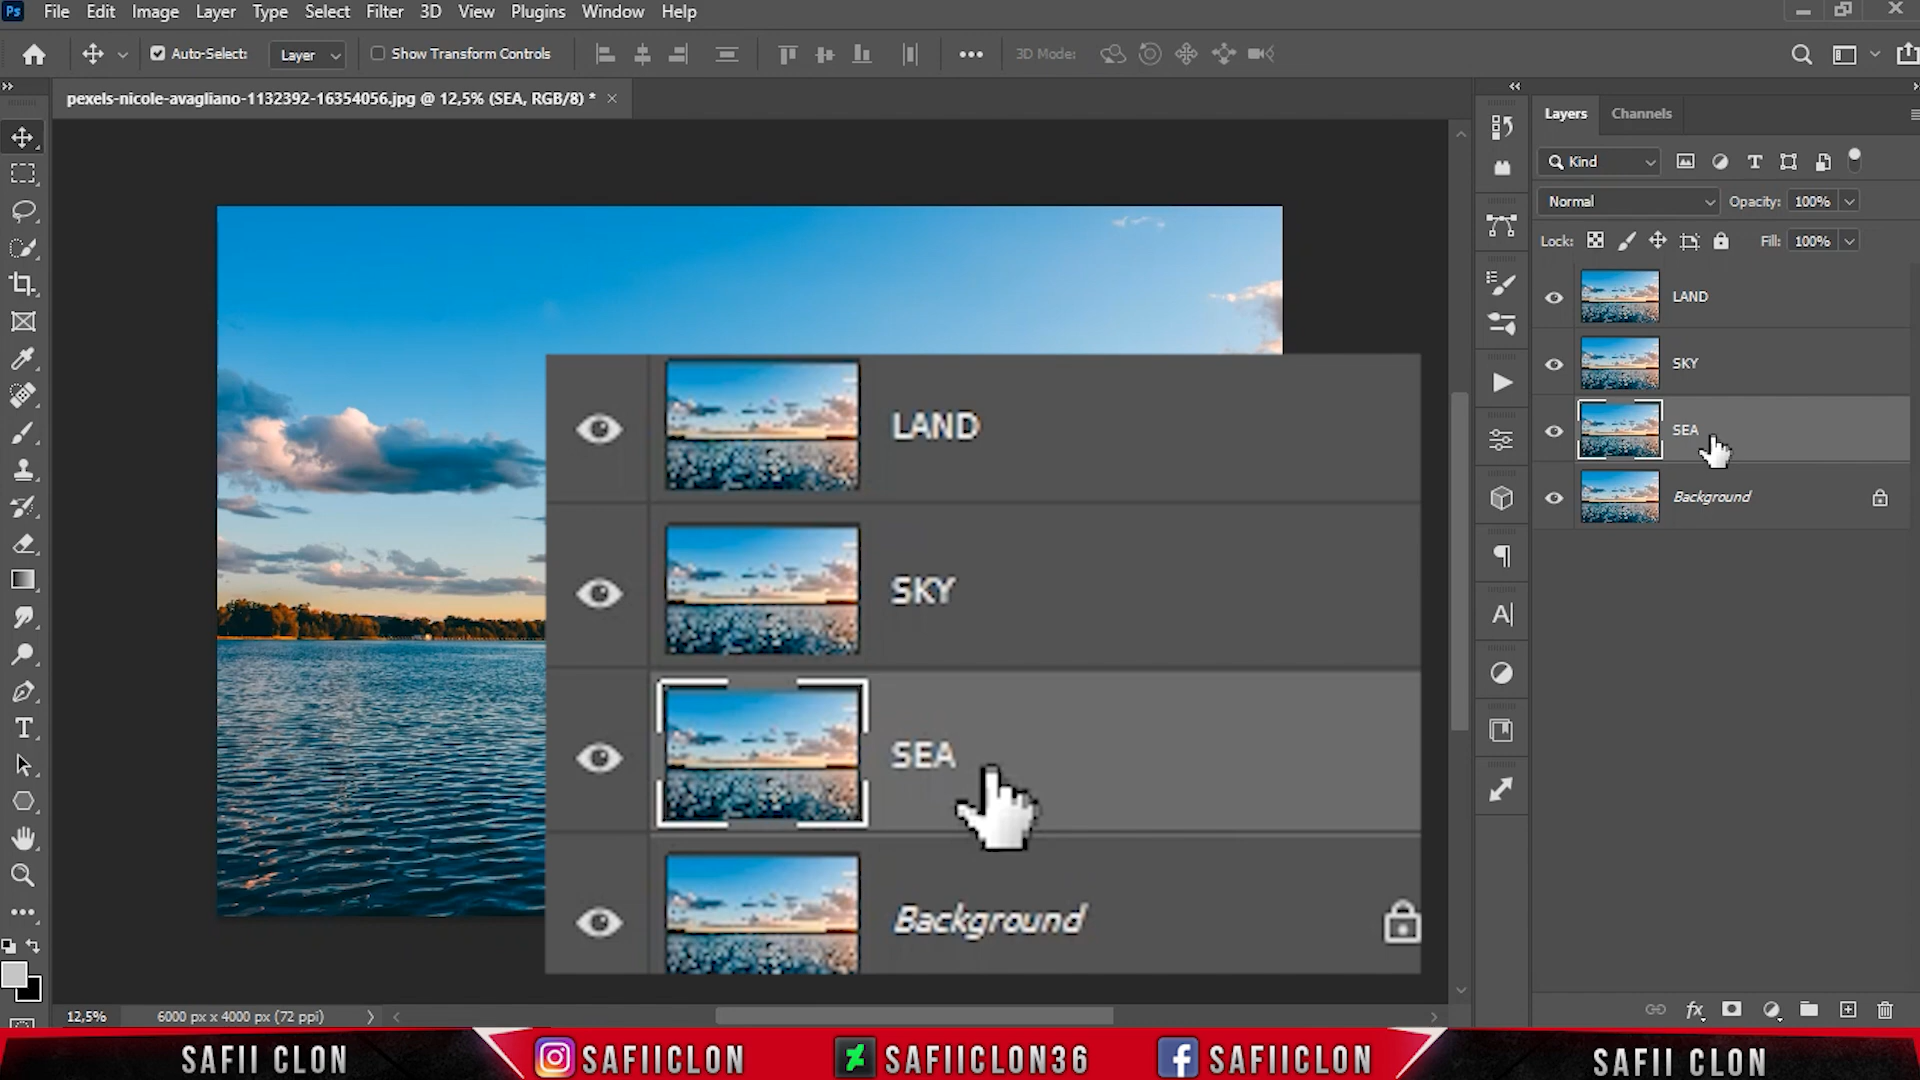 Ps File Edit Image Layer Type Select Filter 3D View Plugins Window Help
Auto-Select: Layer Show Transform Controls 3D Mode:
pexels-nicole-avagliano-1132392-16354056.jpg @ 12,5% (SEA, RGB/8) *
Layers Channels
Kind
Normal Opacity: 100%
Lock: Fill: 100%
LAND
SKY
SEA
Background
LAND
SKY
SEA
Background
12,5% 6000 px x 4000 px (72 ppi)
SAFII CLON SAFIICLON SAFIICLON36 SAFIICLON SAFII CLON